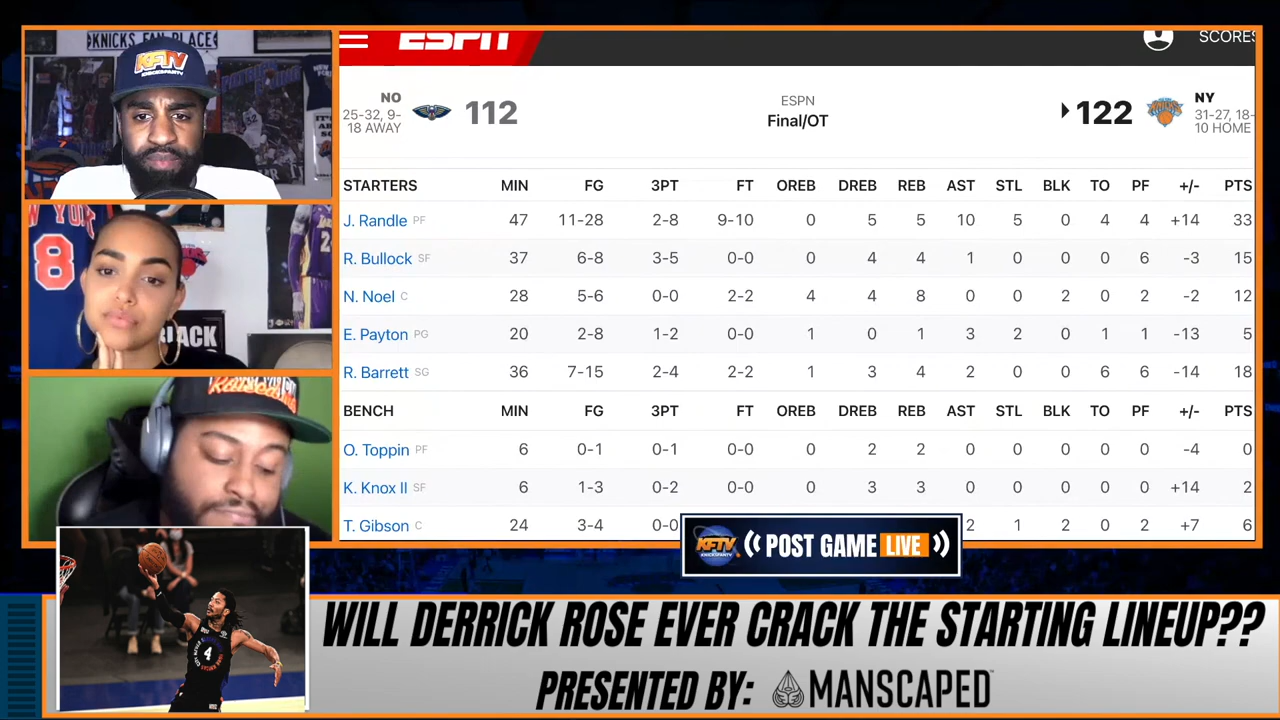 KNICKS FAN PLACE
KFTV
KNICKSFANTV
YORK
8
BLACK
ESPN
SCORES
NO
25-32, 9-
18 AWAY
112
ESPN
Final/OT
122
NY
31-27, 18-
10 HOME
STARTERS MIN FG 3PT FT OREB DREB REB AST STL BLK TO PF +/- PTS
J. Randle PF 47 11-28 2-8 9-10 0 5 5 10 5 0 4 4 +14 33
R. Bullock SF 37 6-8 3-5 0-0 0 4 4 1 0 0 0 6 -3 15
N. Noel C 28 5-6 0-0 2-2 4 4 8 0 0 2 0 2 -2 12
E. Payton PG 20 2-8 1-2 0-0 1 0 1 3 2 0 1 1 -13 5
R. Barrett SG 36 7-15 2-4 2-2 1 3 4 2 0 0 6 6 -14 18
BENCH MIN FG 3PT FT OREB DREB REB AST STL BLK TO PF +/- PTS
O. Toppin PF 6 0-1 0-1 0-0 0 2 2 0 0 0 0 0 -4 0
K. Knox II SF 6 1-3 0-2 0-0 0 3 3 0 0 0 0 0 +14 2
T. Gibson C 24 3-4 0-0 2 1 2 0 2 +7 6
KFTV
KNICKSFANTV
POST GAME LIVE
4
WILL DERRICK ROSE EVER CRACK THE STARTING LINEUP??
PRESENTED BY: MANSCAPED